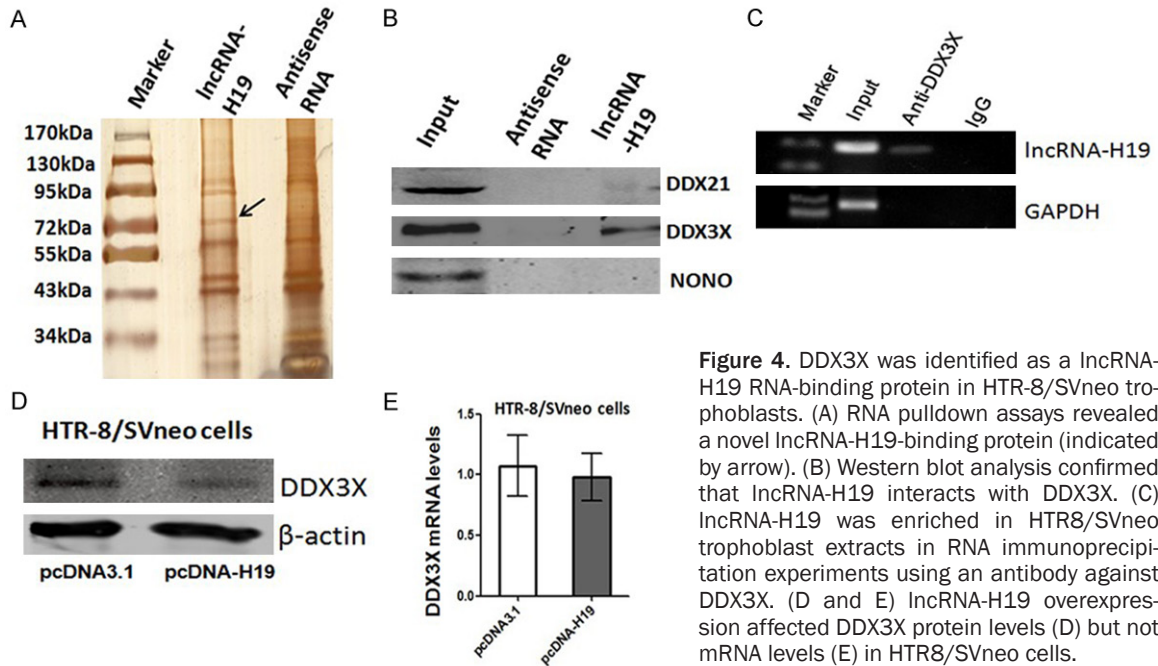 A
Marker
lncRNA-
H19
Antisense
RNA
170kDa
130kDa
95kDa
72kDa
55kDa
43kDa
34kDa
B
Input
Antisense
RNA
lncRNA
-H19
DDX21
DDX3X
NONO
C
Marker
Input
Anti-DDX3X
IgG
lncRNA-H19
GAPDH
D
HTR-8/SVneo cells
DDX3X
β-actin
pcDNA3.1
pcDNA-H19
E
HTR-8/SVneo cells
DDX3X mRNA levels
1.5
1.0
0.5
0.0
pcDNA3.1
pcDNA-H19
Figure 4. DDX3X was identified as a lncRNA-
H19 RNA-binding protein in HTR-8/SVneo tro-
phoblasts. (A) RNA pulldown assays revealed
a novel lncRNA-H19-binding protein (indicated
by arrow). (B) Western blot analysis confirmed
that lncRNA-H19 interacts with DDX3X. (C)
lncRNA-H19 was enriched in HTR8/SVneo
trophoblast extracts in RNA immunoprecipi-
tation experiments using an antibody against
DDX3X. (D and E) lncRNA-H19 overexpres-
sion affected DDX3X protein levels (D) but not
mRNA levels (E) in HTR8/SVneo cells.